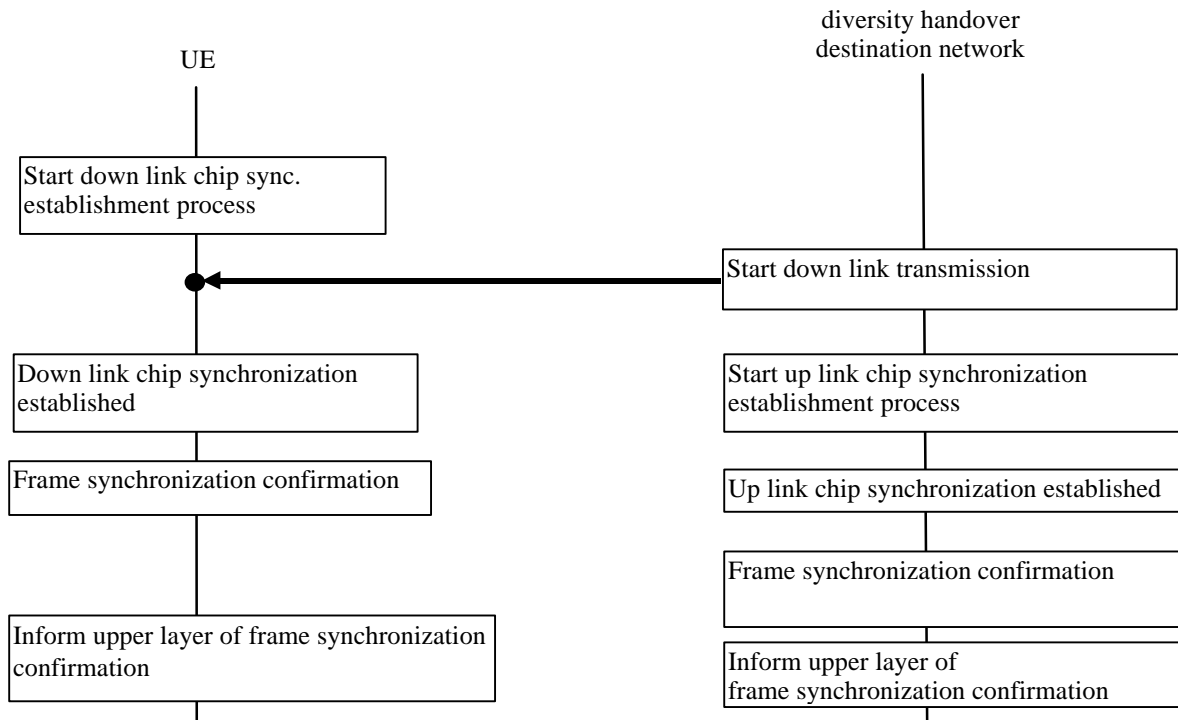 diversity handover
destination network
UE
Start down link chip sync.
establishment process
Start down link transmission
Down link chip synchronization
established
Start up link chip synchronization
establishment process
Frame synchronization confirmation
Up link chip synchronization established
Frame synchronization confirmation
Inform upper layer of frame synchronization
confirmation
Inform upper layer of
frame synchronization confirmation